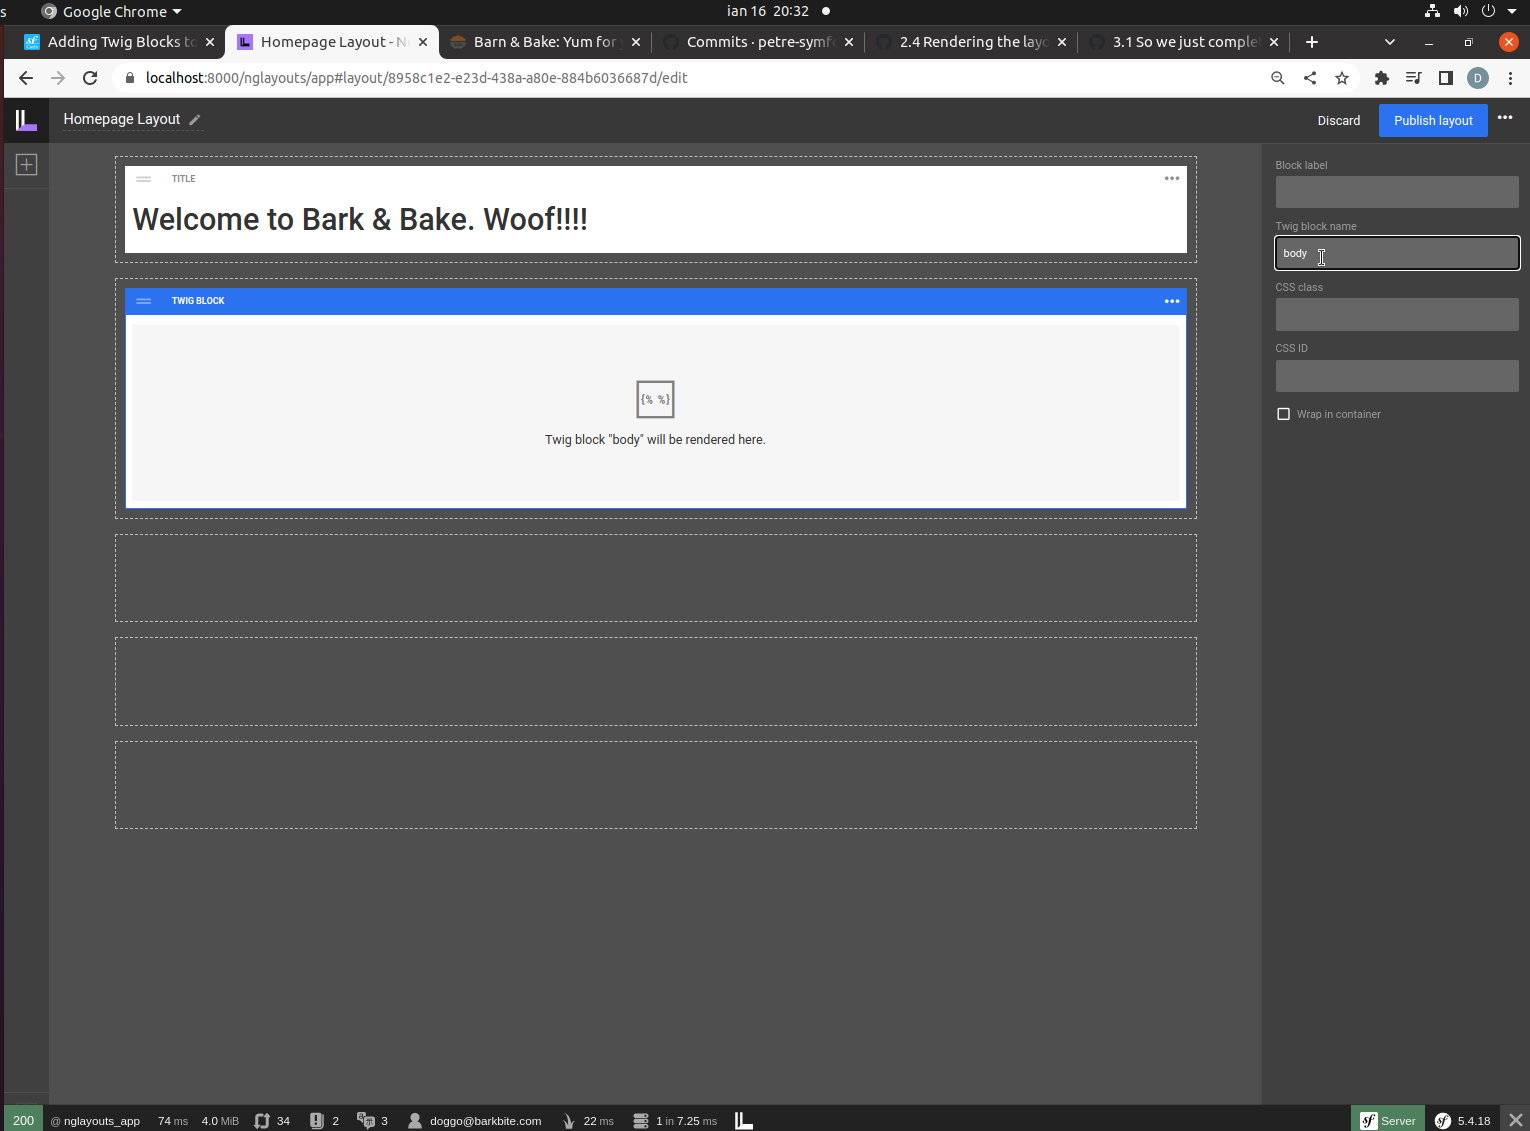 s Google Chrome ian 16 20:32
Adding Twig Blocks to Homepage Layout - N Barn & Bake: Yum for Commits · petre-symf 2.4 Rendering the layo 3.1 So we just comple
localhost:8000/nglayouts/app#layout/8958c1e2-e23d-438a-a80e-884b6036687d/edit D
Homepage Layout Discard Publish layout
Block label
TITLE
Welcome to Bark & Bake. Woof!!!!
Twig block name
body
CSS class
TWIG BLOCK
CSS ID
{% %}
Wrap in container
Twig block "body" will be rendered here.
200 @ nglayouts_app 74 ms 4.0 MiB 34 2 3 doggo@barkbite.com 22 ms 1 in 7.25 ms sf Server sf 5.4.18